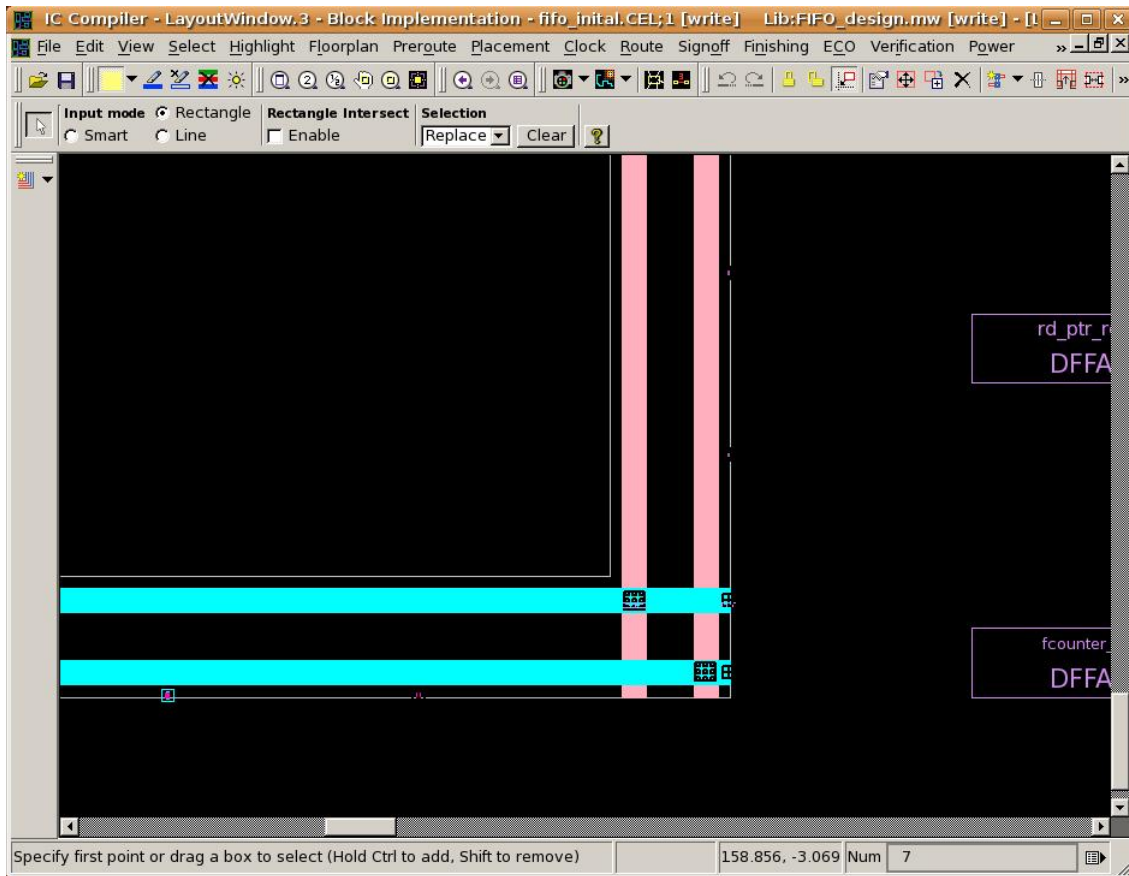 IC Compiler - LayoutWindow.3 - Block Implementation - fifo_inital.CEL;1 [write] Lib:FIFO_design.mw [write] - [L
File Edit View Select Highlight Floorplan Preroute Placement Clock Route Signoff Finishing ECO Verification Power »
Input mode Rectangle Rectangle Intersect Selection
Smart Line Enable Replace Clear ?
rd_ptr_r
DFFA
fcounter_
DFFA
Specify first point or drag a box to select (Hold Ctrl to add, Shift to remove) 158.856, -3.069 Num 7